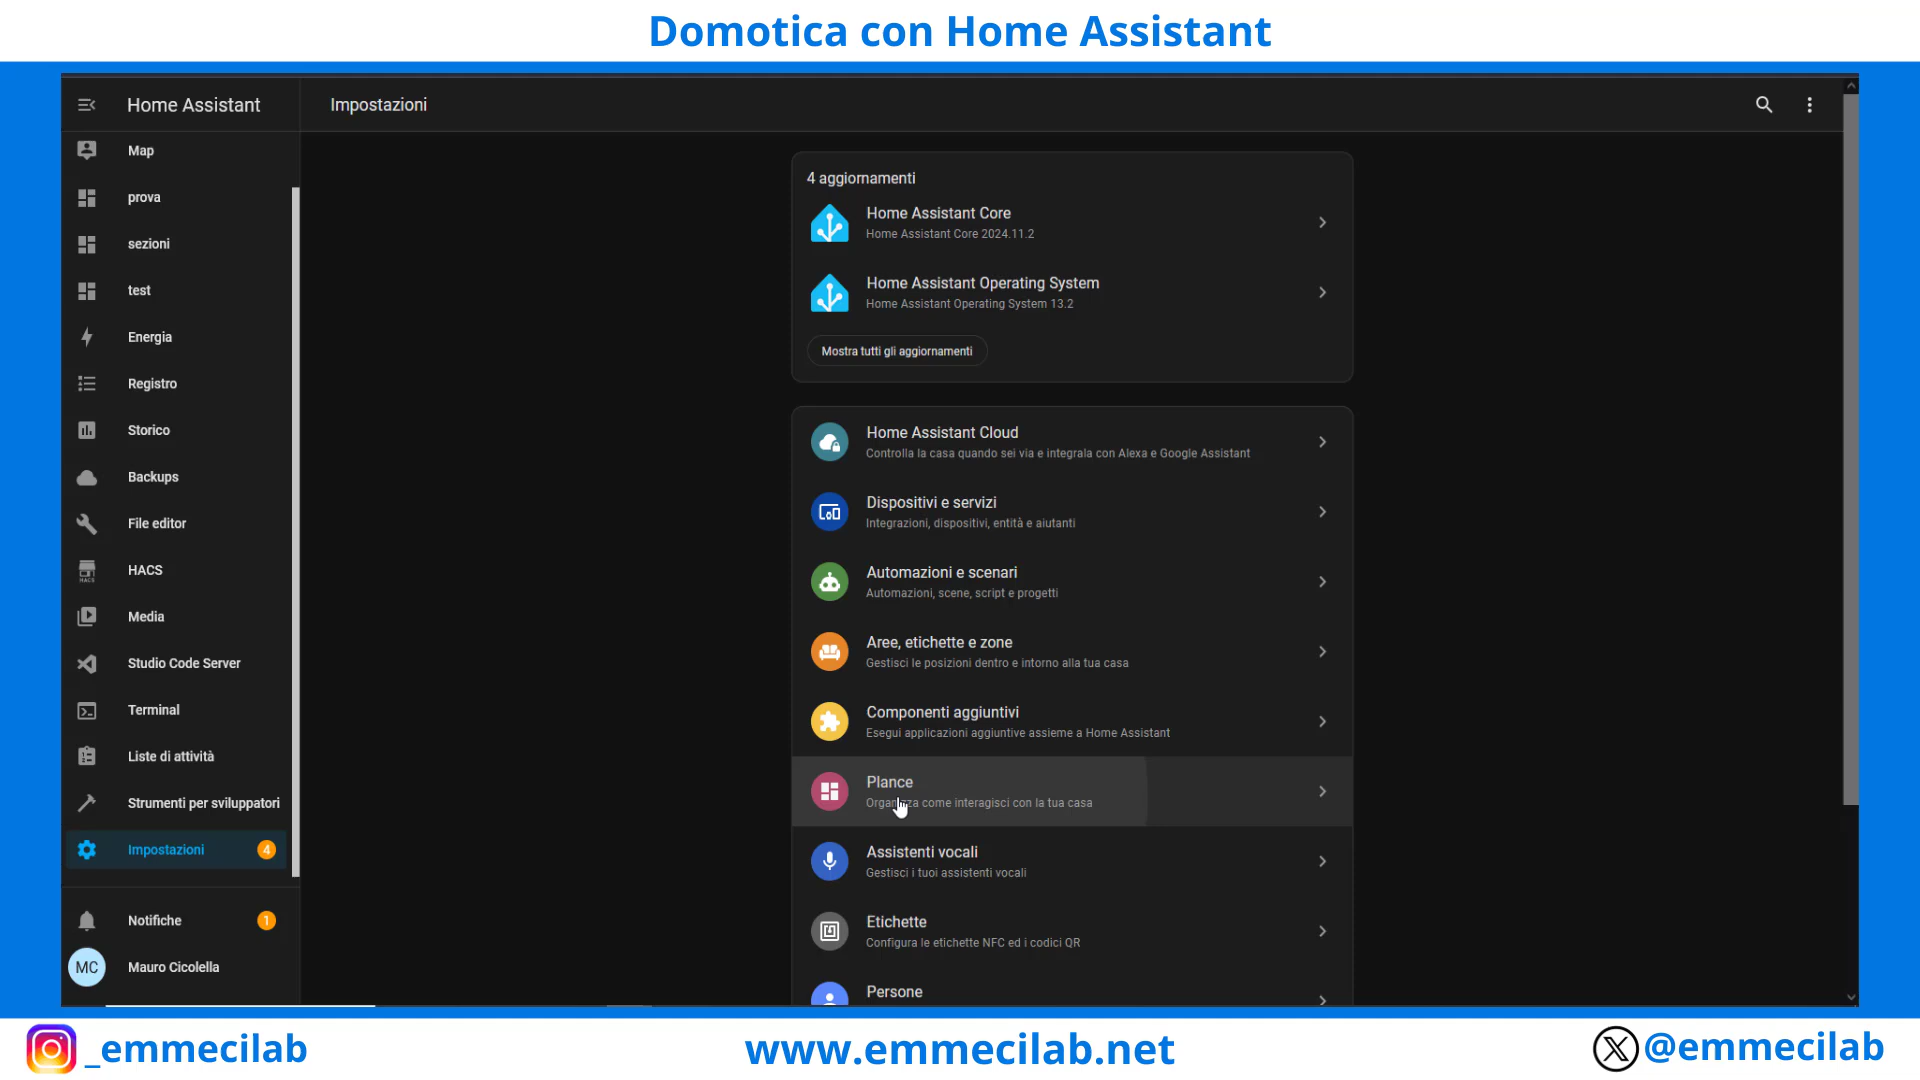 Domotica con Home Assistant
Home Assistant
Impostazioni
Map
prova
sezioni
test
Energia
Registro
Storico
Backups
File editor
HACS
HACS
Media
Studio Code Server
Terminal
Liste di attività
Strumenti per sviluppatori
Impostazioni
4
Notifiche
1
MC
Mauro Cicolella
4 aggiornamenti
Home Assistant Core
Home Assistant Core 2024.11.2
Home Assistant Operating System
Home Assistant Operating System 13.2
Mostra tutti gli aggiornamenti
Home Assistant Cloud
Controlla la casa quando sei via e integrala con Alexa e Google Assistant
Dispositivi e servizi
Integrazioni, dispositivi, entità e aiutanti
Automazioni e scenari
Automazioni, scene, script e progetti
Aree, etichette e zone
Gestisci le posizioni dentro e intorno alla tua casa
Componenti aggiuntivi
Esegui applicazioni aggiuntive assieme a Home Assistant
Plance
Organizza come interagisci con la tua casa
Assistenti vocali
Gestisci i tuoi assistenti vocali
Etichette
Configura le etichette NFC ed i codici QR
Persone
_emmecilab
www.emmecilab.net
@emmecilab